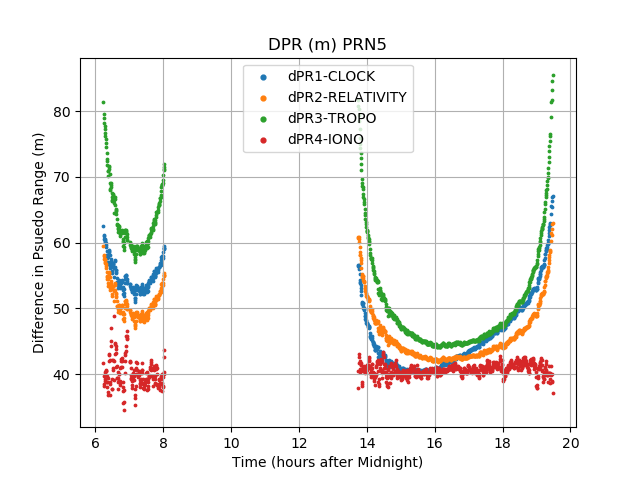 DPR (m) PRN5
dPR1-CLOCK
dPR2-RELATIVITY
dPR3-TROPO
dPR4-IONO
Difference in Psuedo Range (m)
80
70
60
50
40
6 8 10 12 14 16 18 20
Time (hours after Midnight)